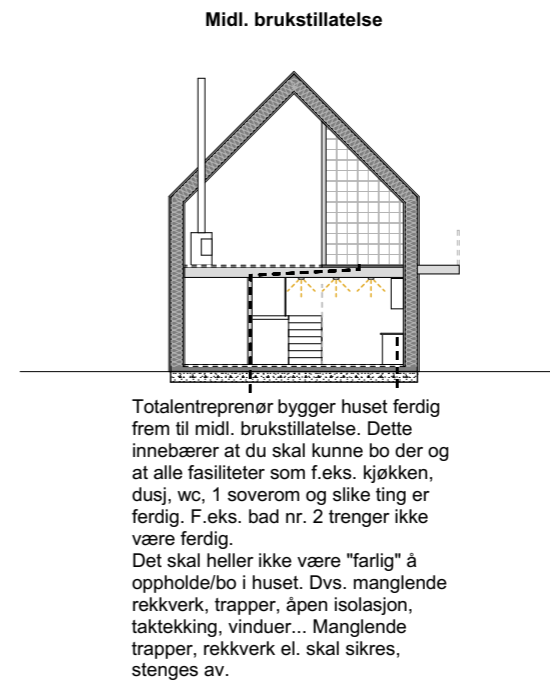 Midl. brukstillatelse
Totalentreprenør bygger huset ferdig
frem til midl. brukstillatelse. Dette
innebærer at du skal kunne bo der og
at alle fasiliteter som f.eks. kjøkken,
dusj, wc, 1 soverom og slike ting er
ferdig. F.eks. bad nr. 2 trenger ikke
være ferdig.
Det skal heller ikke være "farlig" å
oppholde/bo i huset. Dvs. manglende
rekkverk, trapper, åpen isolasjon,
taktekking, vinduer... Manglende
trapper, rekkverk el. skal sikres,
stenges av.